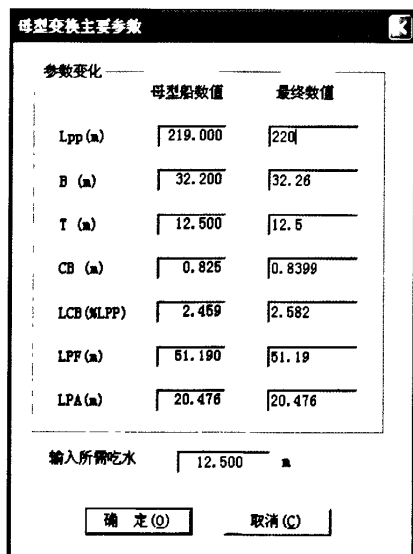 母型变换主要参数
参数变化
母型船数值 最终数值
Lpp(m) 219.000 220
B (m) 32.200 32.26
T (m) 12.500 12.5
CB (m) 0.825 0.8399
LCB(%LPP) 2.459 2.582
LPF(m) 51.190 51.19
LPA(m) 20.476 20.476
输入所需吃水 12.500 m
确 定(O) 取消(C)